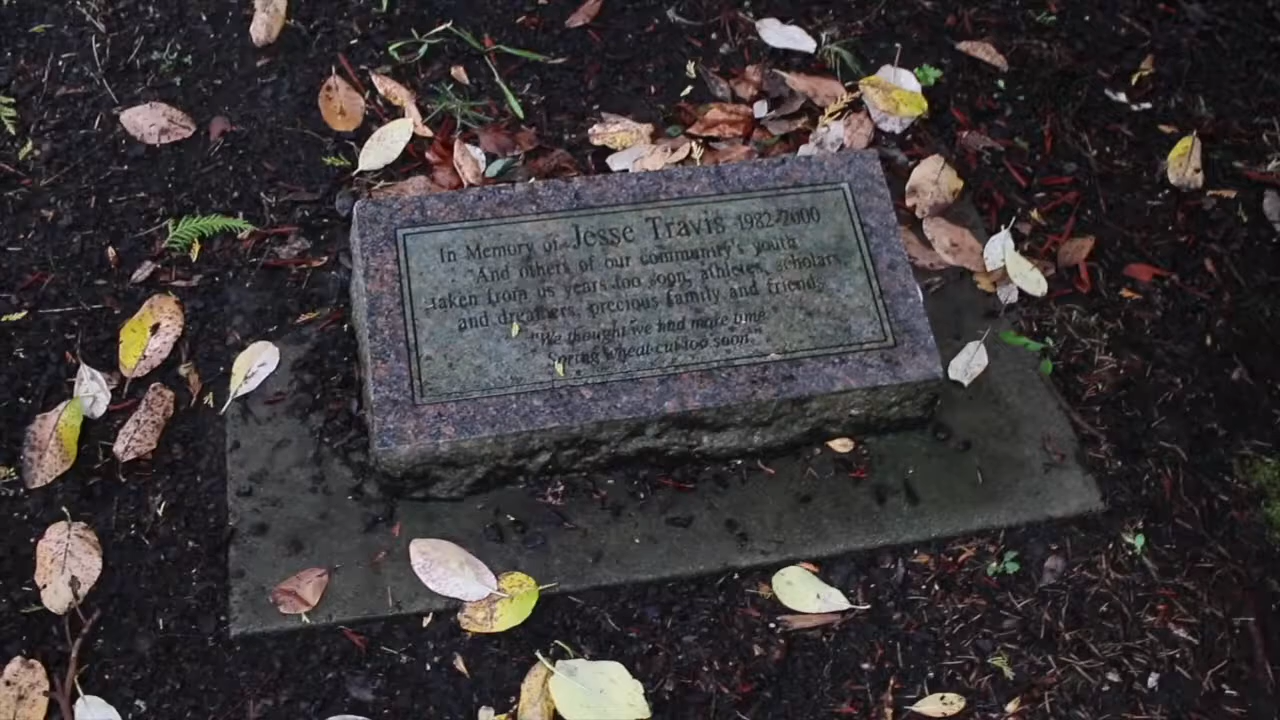 In Memory of Jesse Travis 1982-2000
"And others of our community's youth
taken from us years too soon, athletes, scholars
and dreamers, precious family and friends
"We thought we had more time
Spring wheat cut too soon"